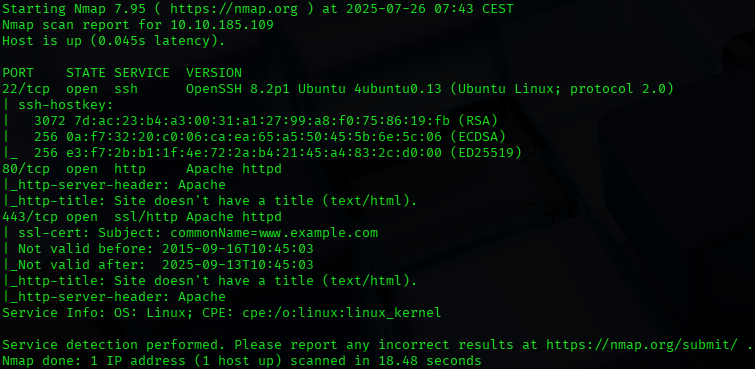 Starting Nmap 7.95 ( https://nmap.org ) at 2025-07-26 07:43 CEST
Nmap scan report for 10.10.185.109
Host is up (0.045s latency).

PORT    STATE SERVICE  VERSION
22/tcp  open  ssh      OpenSSH 8.2p1 Ubuntu 4ubuntu0.13 (Ubuntu Linux; protocol 2.0)
| ssh-hostkey:
|   3072 7d:ac:23:b4:a3:00:31:a1:27:99:a8:f0:75:86:19:fb (RSA)
|   256 0a:f7:32:20:c0:06:ca:ea:65:a5:50:45:5b:6e:5c:06 (ECDSA)
|_  256 e3:f7:2b:b1:1f:4e:72:2a:b4:21:45:a4:83:2c:d0:00 (ED25519)
80/tcp  open  http     Apache httpd
|_http-server-header: Apache
|_http-title: Site doesn't have a title (text/html).
443/tcp open  ssl/http Apache httpd
| ssl-cert: Subject: commonName=www.example.com
| Not valid before: 2015-09-16T10:45:03
|_Not valid after:  2025-09-13T10:45:03
|_http-title: Site doesn't have a title (text/html).
|_http-server-header: Apache
Service Info: OS: Linux; CPE: cpe:/o:linux:linux_kernel

Service detection performed. Please report any incorrect results at https://nmap.org/submit/ .
Nmap done: 1 IP address (1 host up) scanned in 18.48 seconds